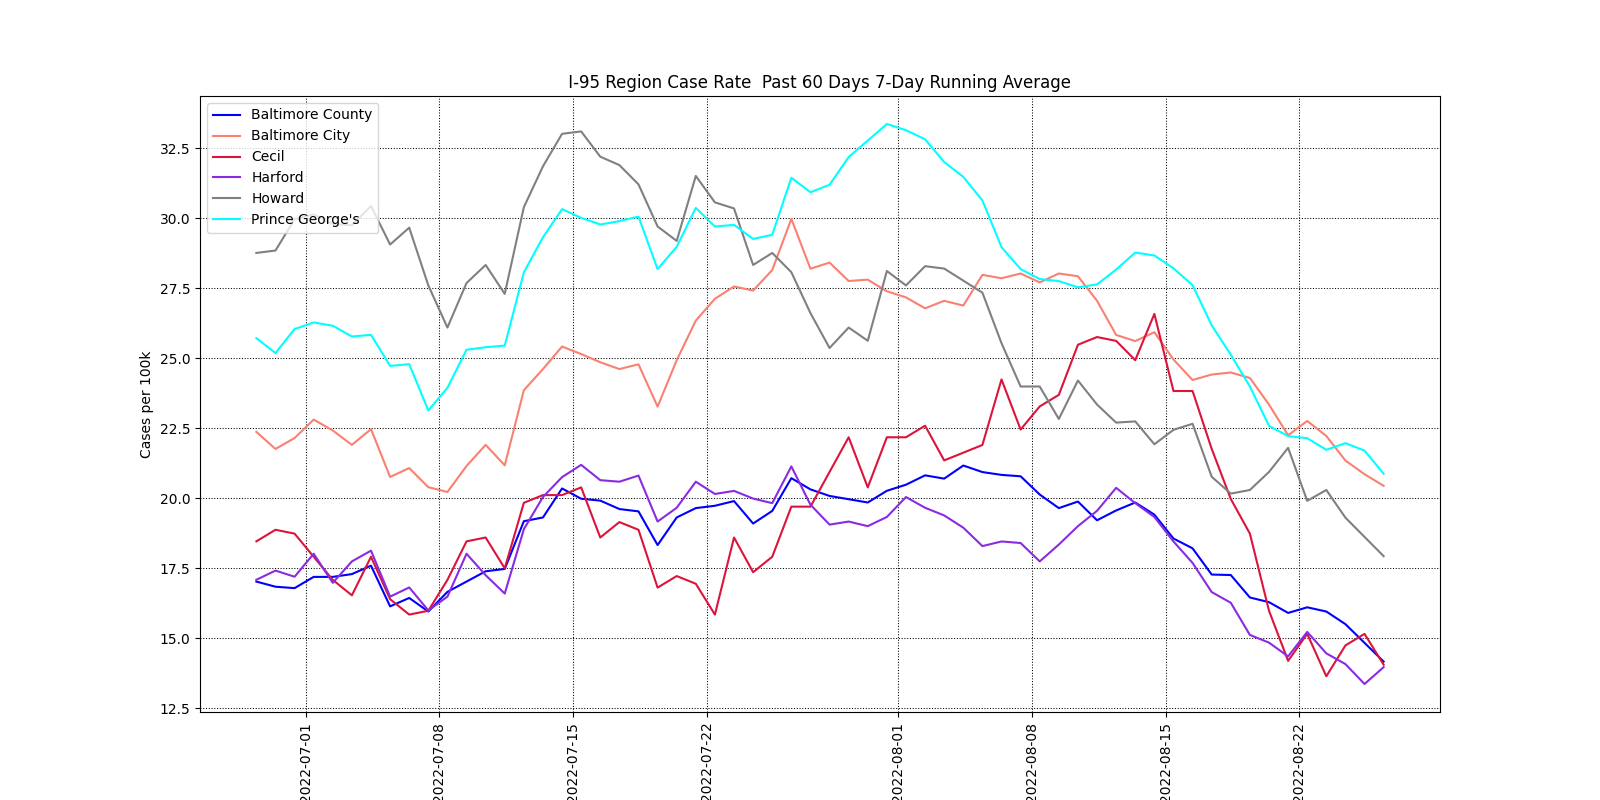 I-95 Region Case Rate  Past 60 Days 7-Day Running Average
Baltimore County
Baltimore City
Cecil
Harford
Howard
Prince George's
Cases per 100k
32.5
30.0
27.5
25.0
22.5
20.0
17.5
15.0
12.5
2022-07-01
2022-07-08
2022-07-15
2022-07-22
2022-08-01
2022-08-08
2022-08-15
2022-08-22